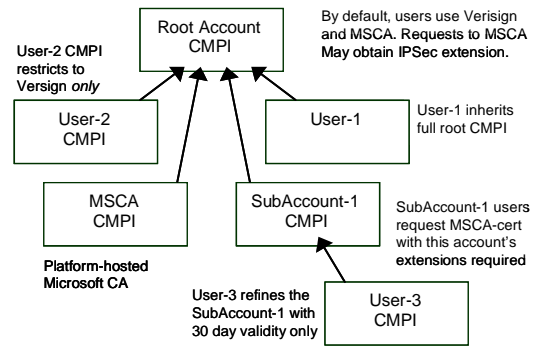 Root Account
CMPI
By default, users use Verisign
and MSCA. Requests to MSCA
May obtain IPSec extension.
User-2 CMPI
restricts to
Versign only
User-2
CMPI
User-1
User-1 inherits
full root CMPI
MSCA
CMPI
SubAccount-1
CMPI
SubAccount-1 users
request MSCA-cert
with this account's
extensions required
Platform-hosted
Microsoft CA
User-3 refines the
SubAccount-1 with
30 day validity only
User-3
CMPI